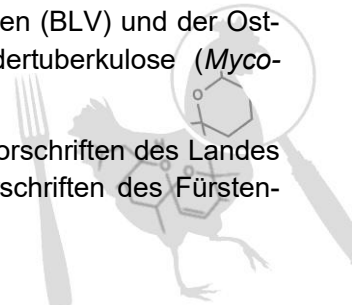 en (BLV) und der Ost-
dertuberkulose (Myco-
orschriften des Landes
schriften des Fürsten-